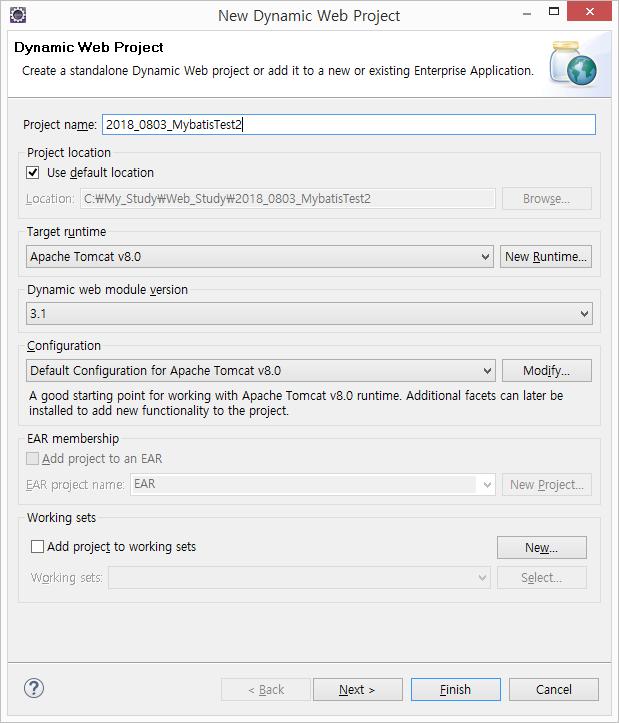 New Dynamic Web Project
Dynamic Web Project
Create a standalone Dynamic Web project or add it to a new or existing Enterprise Application.
Project name: 2018_0803_MybatisTest2
Project location
Use default location
Location: C:₩My_Study₩Web_Study₩2018_0803_MybatisTest2 Browse...
Target runtime
Apache Tomcat v8.0 New Runtime...
Dynamic web module version
3.1
Configuration
Default Configuration for Apache Tomcat v8.0 Modify...
A good starting point for working with Apache Tomcat v8.0 runtime. Additional facets can later be
installed to add new functionality to the project.
EAR membership
Add project to an EAR
EAR project name: EAR New Project...
Working sets
Add project to working sets New...
Working sets: Select...
? < Back Next > Finish Cancel